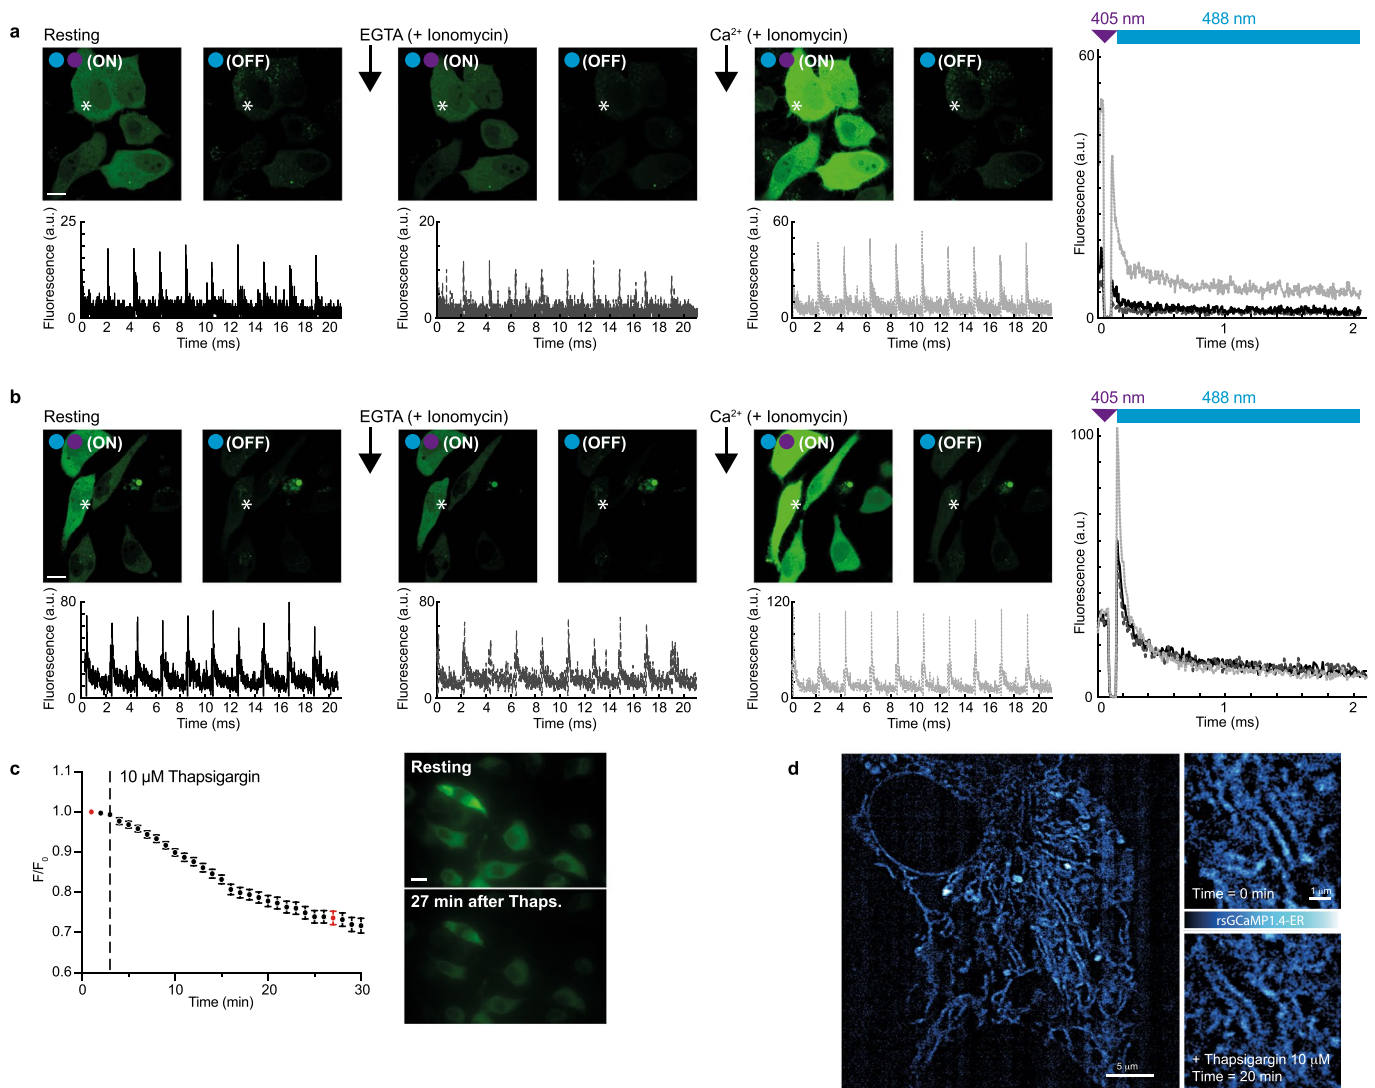 a
Resting
EGTA (+ Ionomycin)
Ca²⁺ (+ Ionomycin)
405 nm 488 nm
(ON) (OFF) (ON) (OFF) (ON) (OFF)
* * * * * *
Fluorescence (a.u.)
25
0
0 2 4 6 8 10 12 14 16 18 20
Time (ms)
Fluorescence (a.u.)
20
0
0 2 4 6 8 10 12 14 16 18 20
Time (ms)
Fluorescence (a.u.)
60
0
0 2 4 6 8 10 12 14 16 18 20
Time (ms)
Fluorescence (a.u.)
60
0
0 1 2
Time (ms)
b
Resting
EGTA (+ Ionomycin)
Ca²⁺ (+ Ionomycin)
405 nm 488 nm
(ON) (OFF) (ON) (OFF) (ON) (OFF)
* * * * * *
Fluorescence (a.u.)
80
0
0 2 4 6 8 10 12 14 16 18 20
Time (ms)
Fluorescence (a.u.)
80
0
0 2 4 6 8 10 12 14 16 18 20
Time (ms)
Fluorescence (a.u.)
120
0
0 2 4 6 8 10 12 14 16 18 20
Time (ms)
Fluorescence (a.u.)
100
0
0 1 2
Time (ms)
c
10 µM Thapsigargin
F/F₀
1.1
1.0
0.9
0.8
0.7
0.6
0 10 20 30
Time (min)
Resting
27 min after Thaps.
d
5 µm
Time = 0 min
1 µm
rsGCaMP1.4-ER
+ Thapsigargin 10 µM
Time = 20 min